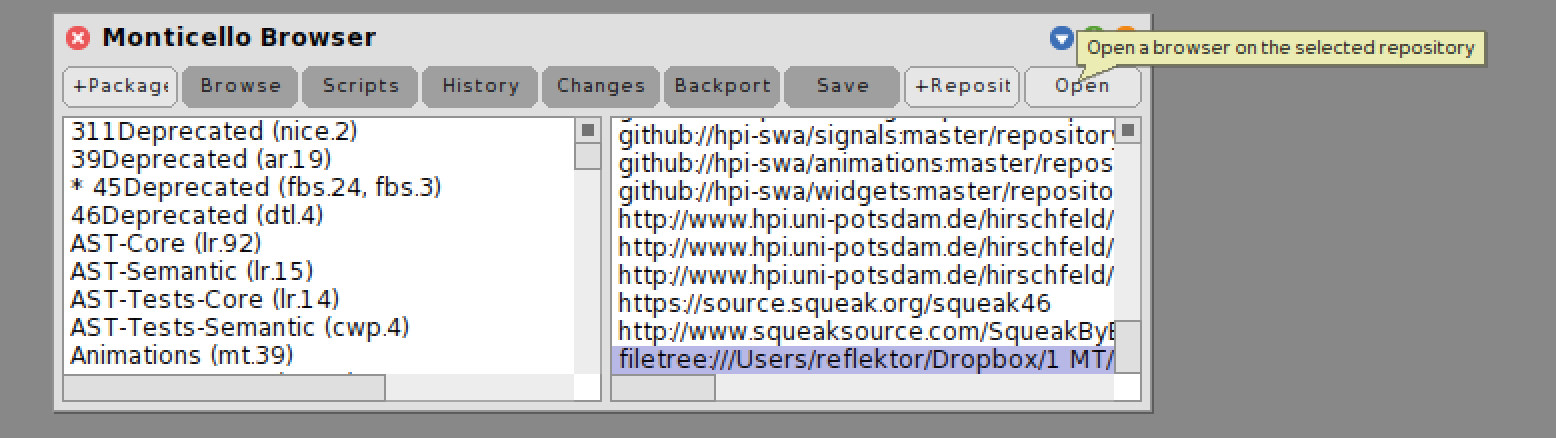 Monticello Browser
Open a browser on the selected repository
+Package
Browse
Scripts
History
Changes
Backport
Save
+Reposit
Open
311Deprecated (nice.2)
39Deprecated (ar.19)
* 45Deprecated (fbs.24, fbs.3)
46Deprecated (dtl.4)
AST-Core (lr.92)
AST-Semantic (lr.15)
AST-Tests-Core (lr.14)
AST-Tests-Semantic (cwp.4)
Animations (mt.39)
github://hpi-swa/signals:master/repository
github://hpi-swa/animations:master/repos
github://hpi-swa/widgets:master/reposito
http://www.hpi.uni-potsdam.de/hirschfeld/
http://www.hpi.uni-potsdam.de/hirschfeld/
http://www.hpi.uni-potsdam.de/hirschfeld/
https://source.squeak.org/squeak46
http://www.squeaksource.com/SqueakByE
filetree:///Users/reflektor/Dropbox/1 MT/